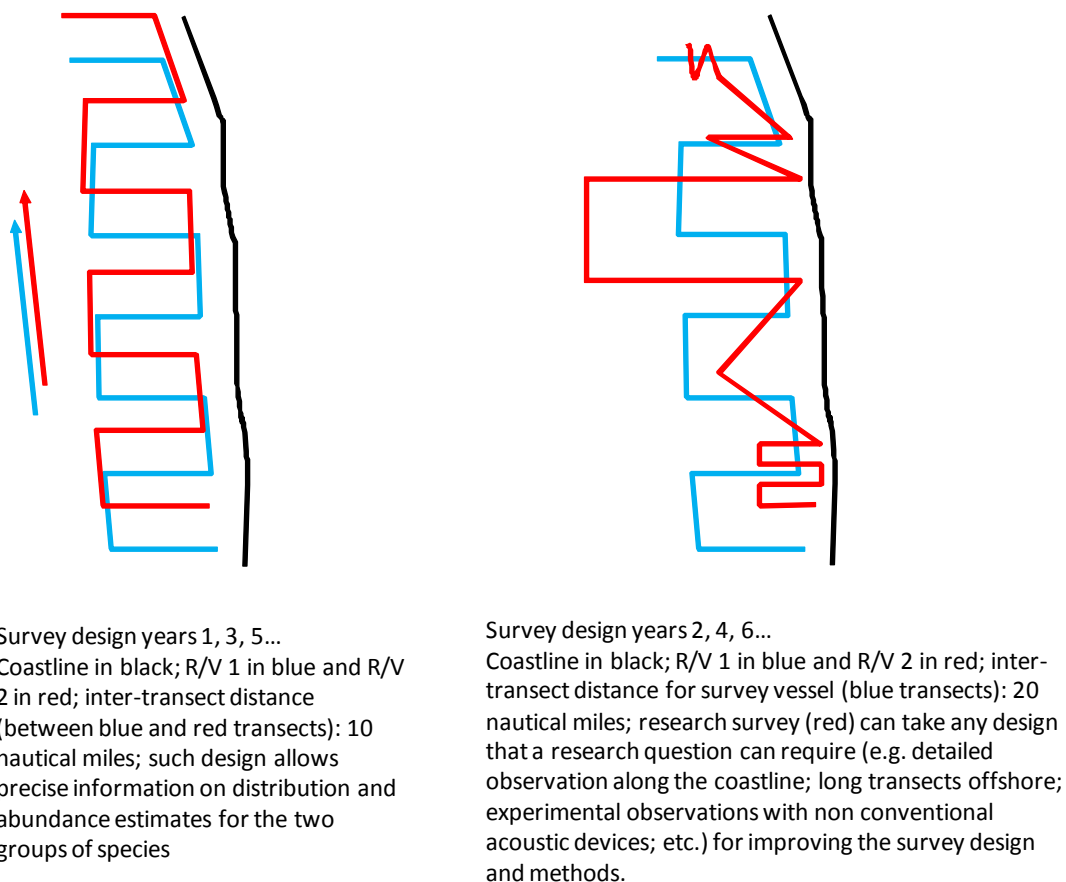 Survey design years 1, 3, 5…
Coastline in black; R/V 1 in blue and R/V
2 in red; inter-transect distance
(between blue and red transects): 10
nautical miles; such design allows
precise information on distribution and
abundance estimates for the two
groups of species
Survey design years 2, 4, 6…
Coastline in black; R/V 1 in blue and R/V 2 in red; inter-
transect distance for survey vessel (blue transects): 20
nautical miles; research survey (red) can take any design
that a research question can require (e.g. detailed
observation along the coastline; long transects offshore;
experimental observations with non conventional
acoustic devices; etc.) for improving the survey design
and methods.